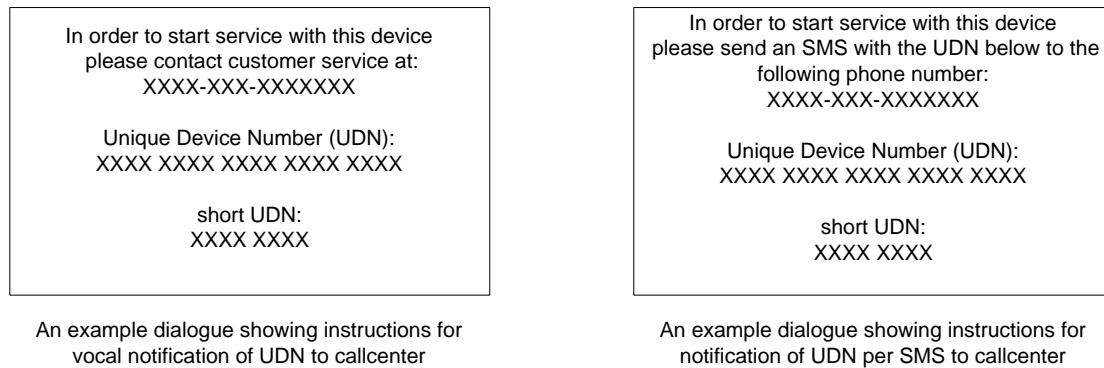 In order to start service with this device
please contact customer service at:
XXXX-XXX-XXXXXXX
Unique Device Number (UDN):
XXXX XXXX XXXX XXXX XXXX
short UDN:
XXXX XXXX
An example dialogue showing instructions for
vocal notification of UDN to callcenter
In order to start service with this device
please send an SMS with the UDN below to the
following phone number:
XXXX-XXX-XXXXXXX
Unique Device Number (UDN):
XXXX XXXX XXXX XXXX XXXX
short UDN:
XXXX XXXX
An example dialogue showing instructions for
notification of UDN per SMS to callcenter